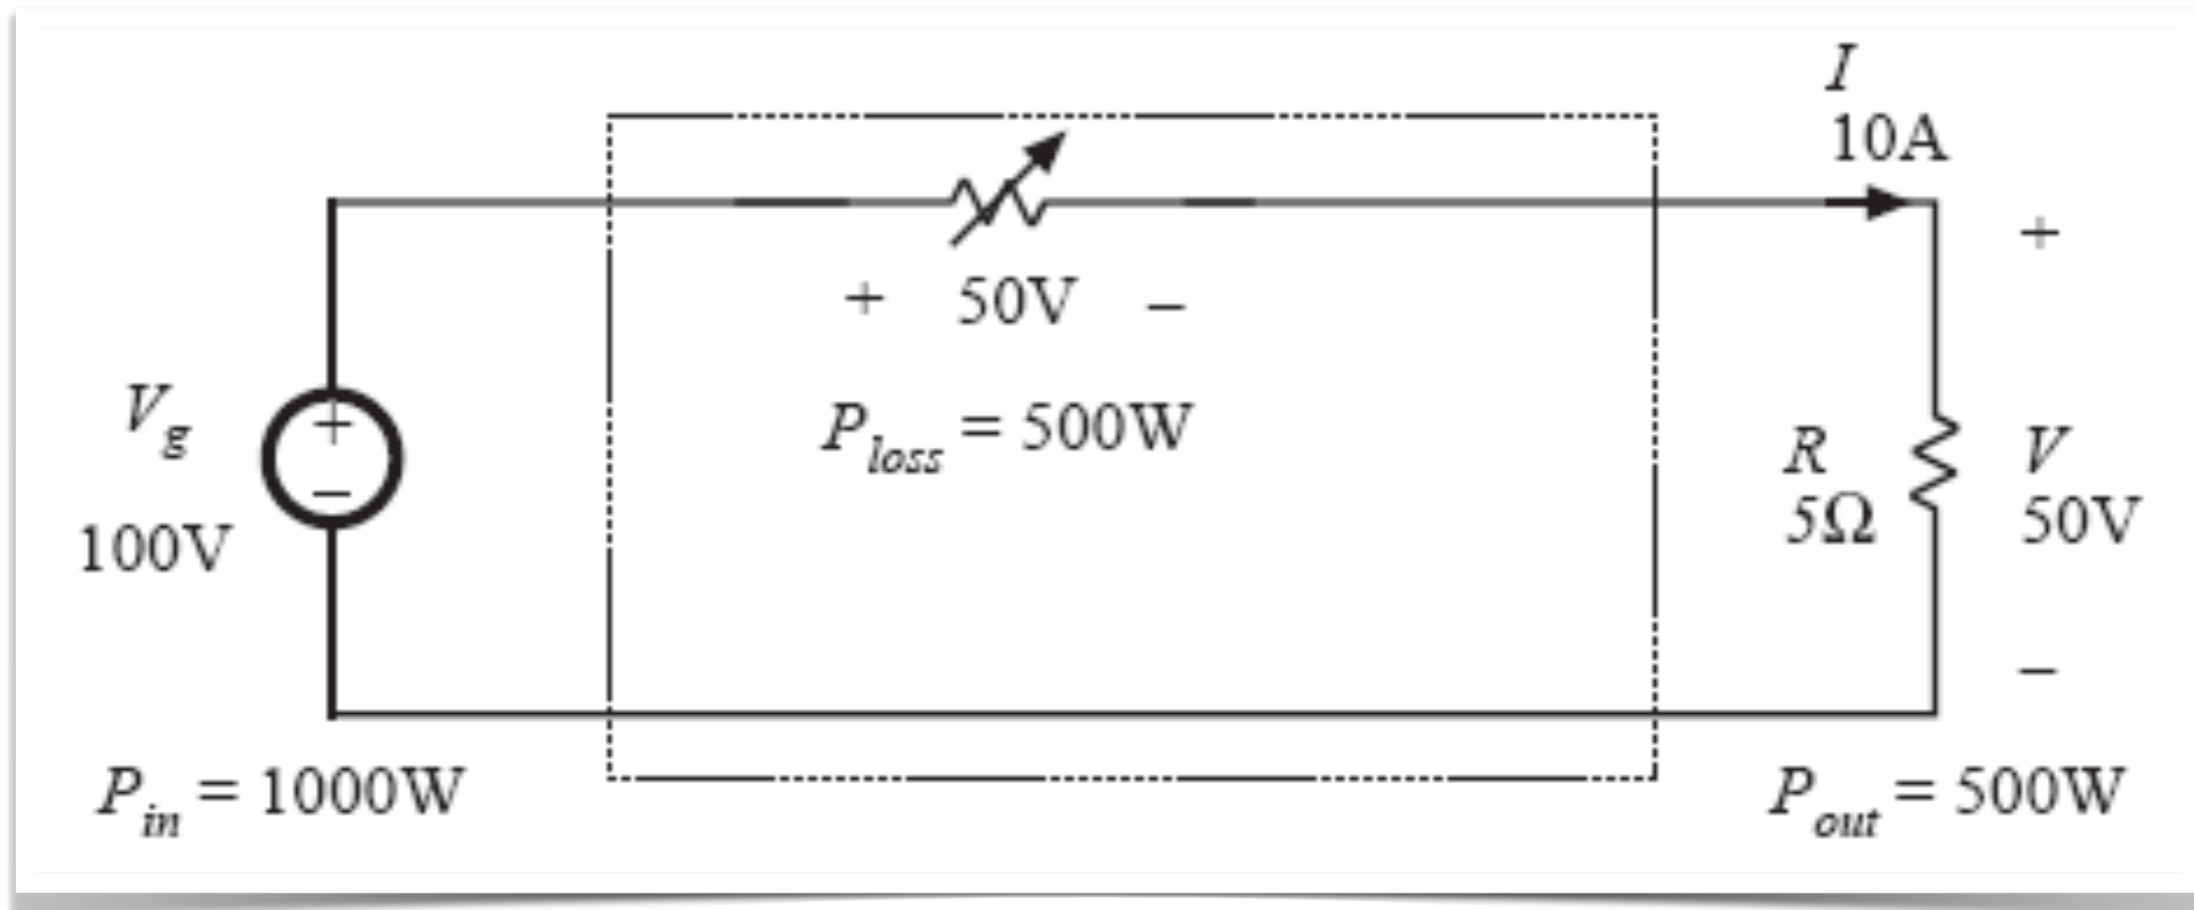 I
10A
+
+ 50V −
V_g
+
−
100V
P_loss = 500W
R
5Ω
V
50V
−
P_in = 1000W
P_out = 500W